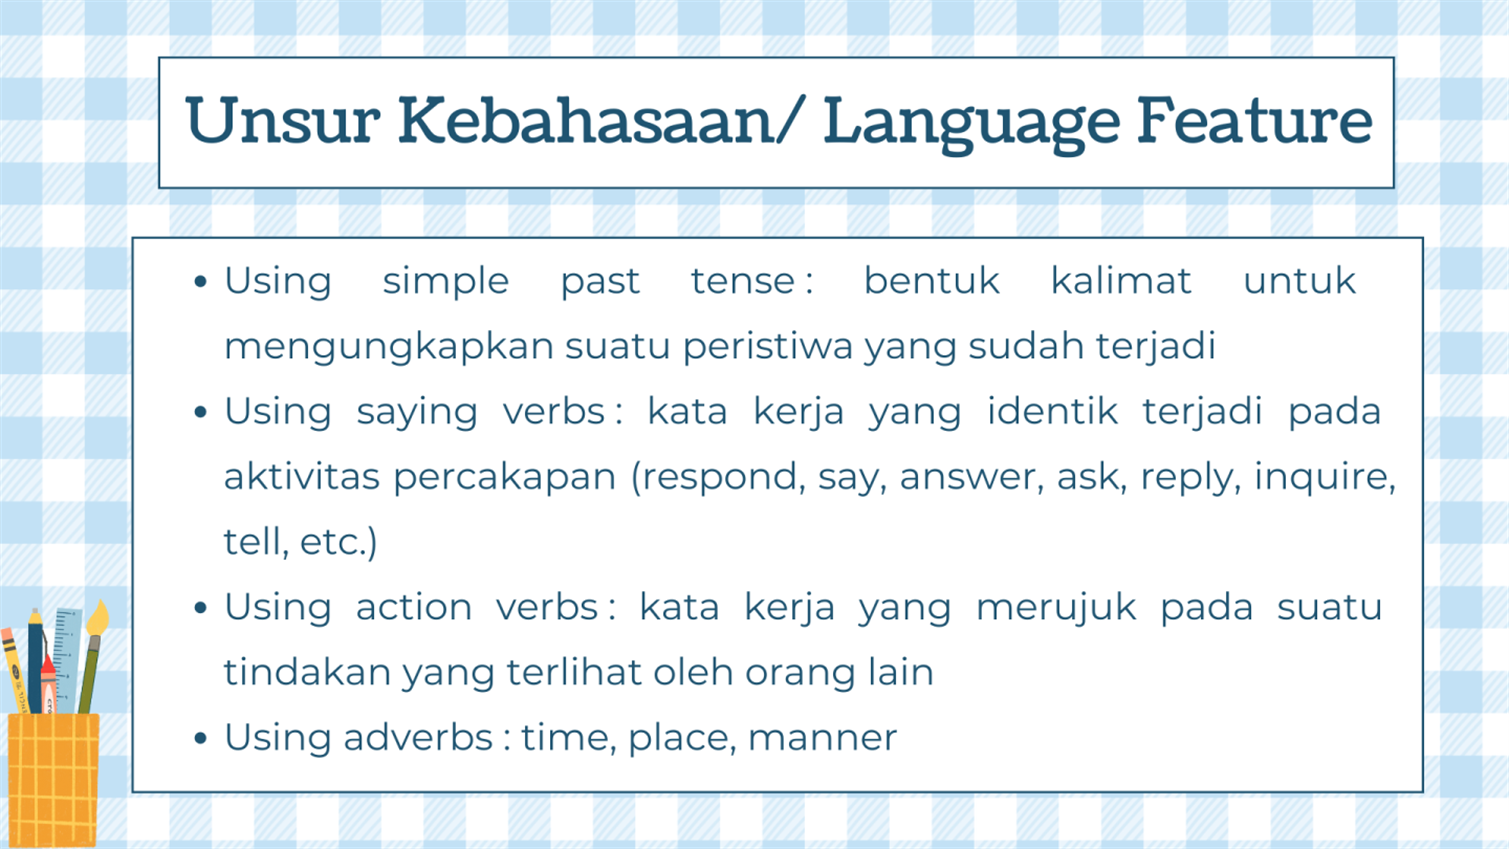 Unsur Kebahasaan/ Language Feature
• Using simple past tense : bentuk kalimat untuk
mengungkapkan suatu peristiwa yang sudah terjadi
• Using saying verbs : kata kerja yang identik terjadi pada
aktivitas percakapan (respond, say, answer, ask, reply, inquire,
tell, etc.)
• Using action verbs : kata kerja yang merujuk pada suatu
tindakan yang terlihat oleh orang lain
• Using adverbs : time, place, manner